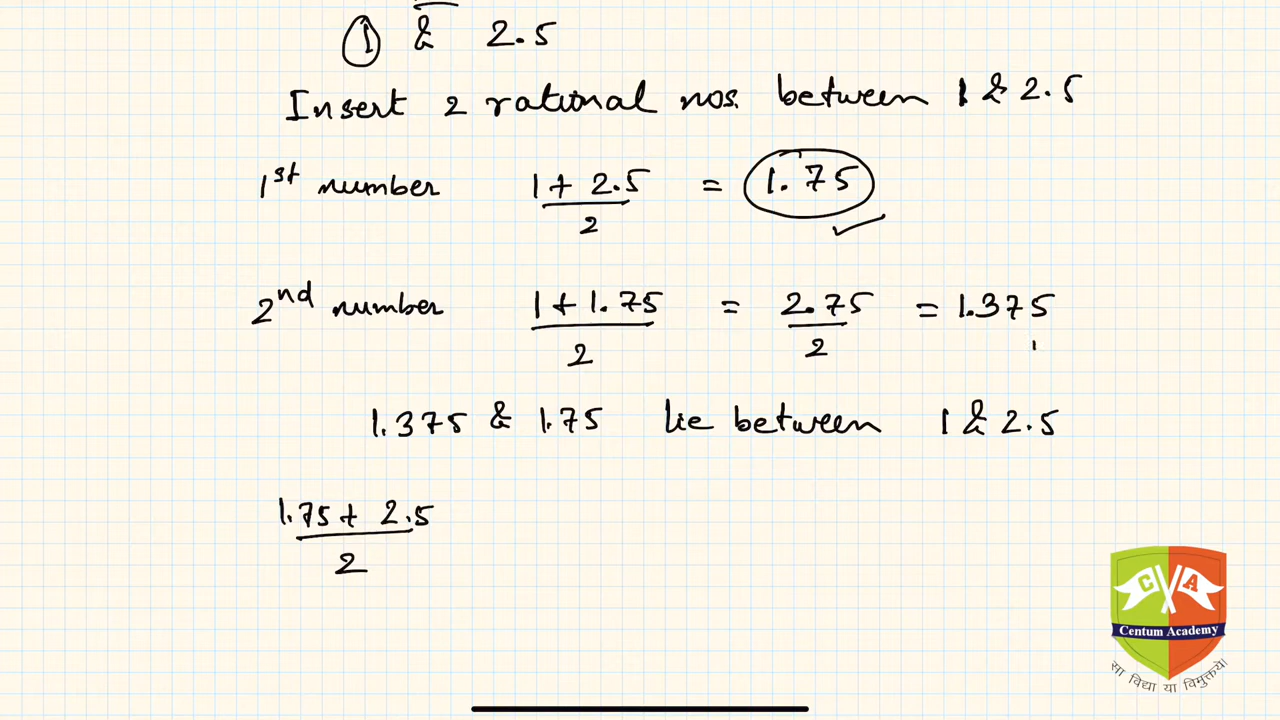 1 & 2.5
Insert 2 rational nos. between 1 & 2.5
1st number 1 + 2.5 / 2 = 1.75
2nd number 1 + 1.75 / 2 = 2.75 / 2 = 1.375
1.375 & 1.75 lie between 1 & 2.5
1.75 + 2.5 / 2
C A
Centum Academy
सा विद्या या विमुक्तये।